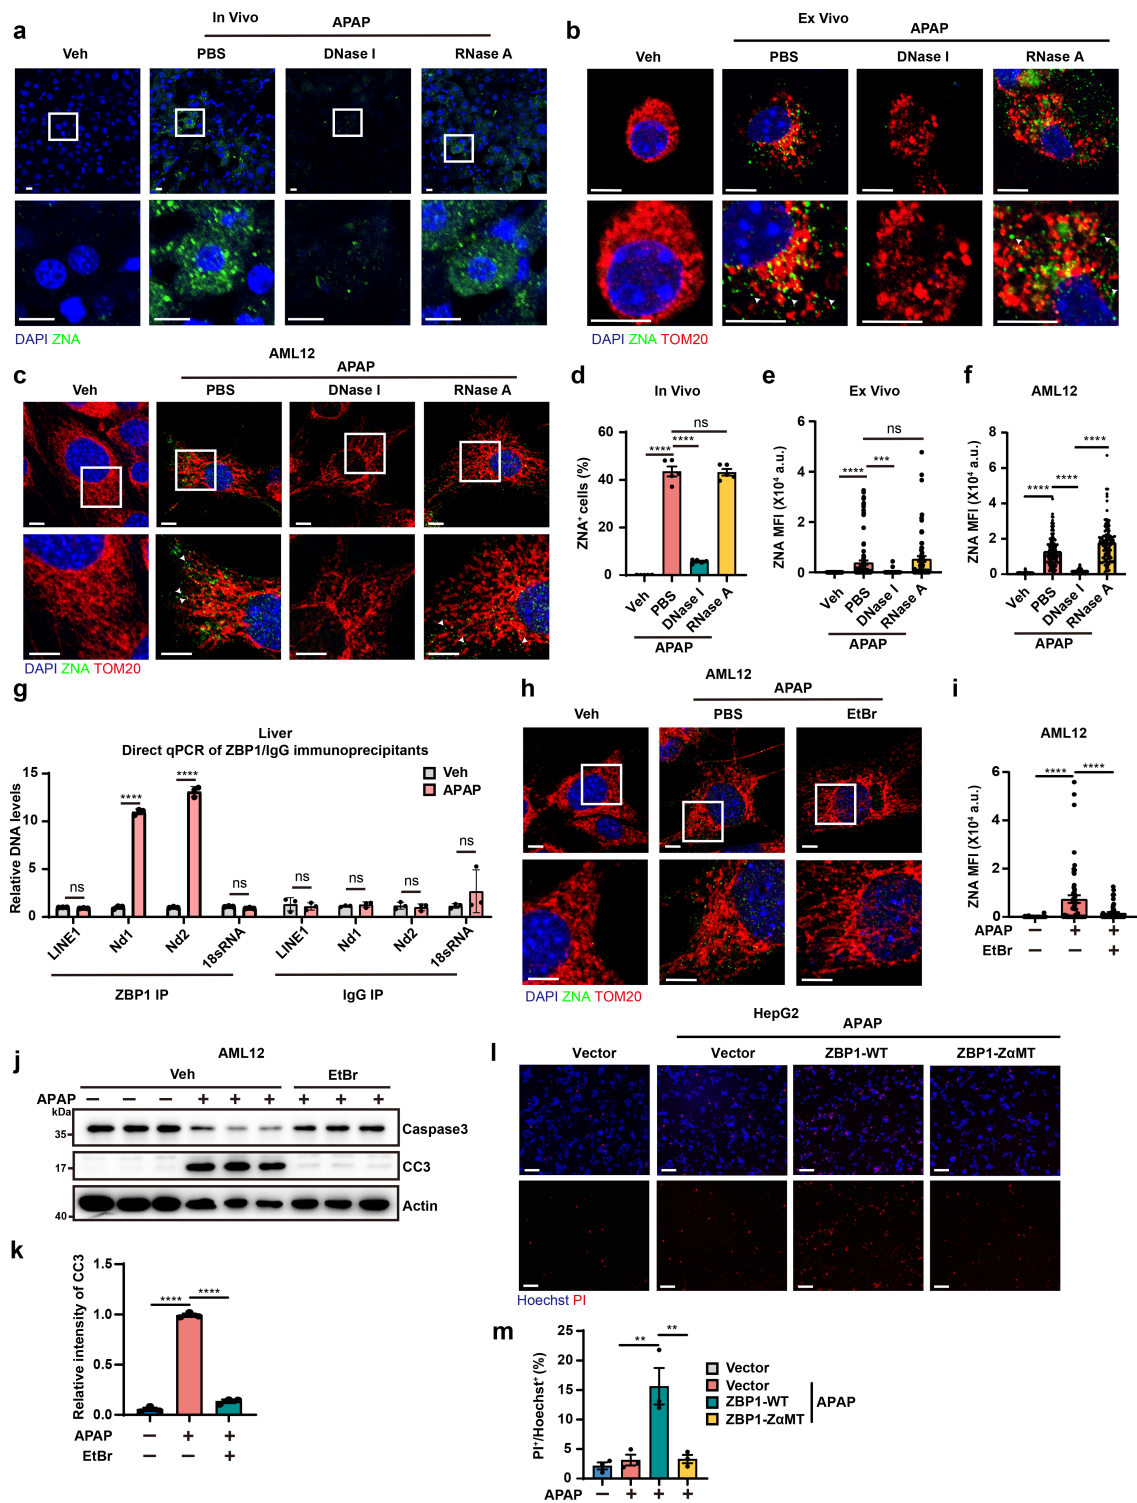 a
In Vivo
APAP
Veh
PBS
DNase I
RNase A
DAPI ZNA
b
Ex Vivo
APAP
Veh
PBS
DNase I
RNase A
DAPI ZNA TOM20
c
AML12
APAP
Veh
PBS
DNase I
RNase A
DAPI ZNA TOM20
d
In Vivo
ns
**** ****
ZNA+ cells (%)
60
40
20
0
Veh
PBS
DNase I
RNase A
APAP
e
Ex Vivo
ns
**** ***
ZNA MFI (X10⁴ a.u.)
6
4
2
0
Veh
PBS
DNase I
RNase A
APAP
f
AML12
****
**** ****
ZNA MFI (X10⁴ a.u.)
8
6
4
2
0
Veh
PBS
DNase I
RNase A
APAP
g
Liver
Direct qPCR of ZBP1/IgG immunoprecipitants
Veh
APAP
Relative DNA levels
15
10
5
0
ns **** **** ns ns ns ns ns
LINE1
Nd1
Nd2
18sRNA
LINE1
Nd1
Nd2
18sRNA
ZBP1 IP
IgG IP
h
AML12
APAP
Veh
PBS
EtBr
DAPI ZNA TOM20
i
AML12
**** ****
ZNA MFI (X10⁴ a.u.)
6
4
2
0
APAP − + +
EtBr − − +
j
AML12
Veh
EtBr
APAP − − − + + + + + +
kDa
35
Caspase3
17
CC3
Actin
40
k
Relative intensity of CC3
1.5
1.0
0.5
0.0
**** ****
APAP − + +
EtBr − − +
l
HepG2
APAP
Vector
Vector
ZBP1-WT
ZBP1-ZαMT
Hoechst PI
m
PI+/Hoechst+ (%)
25
20
15
10
5
0
** **
APAP − + + +
Vector
Vector
ZBP1-WT
ZBP1-ZαMT
APAP